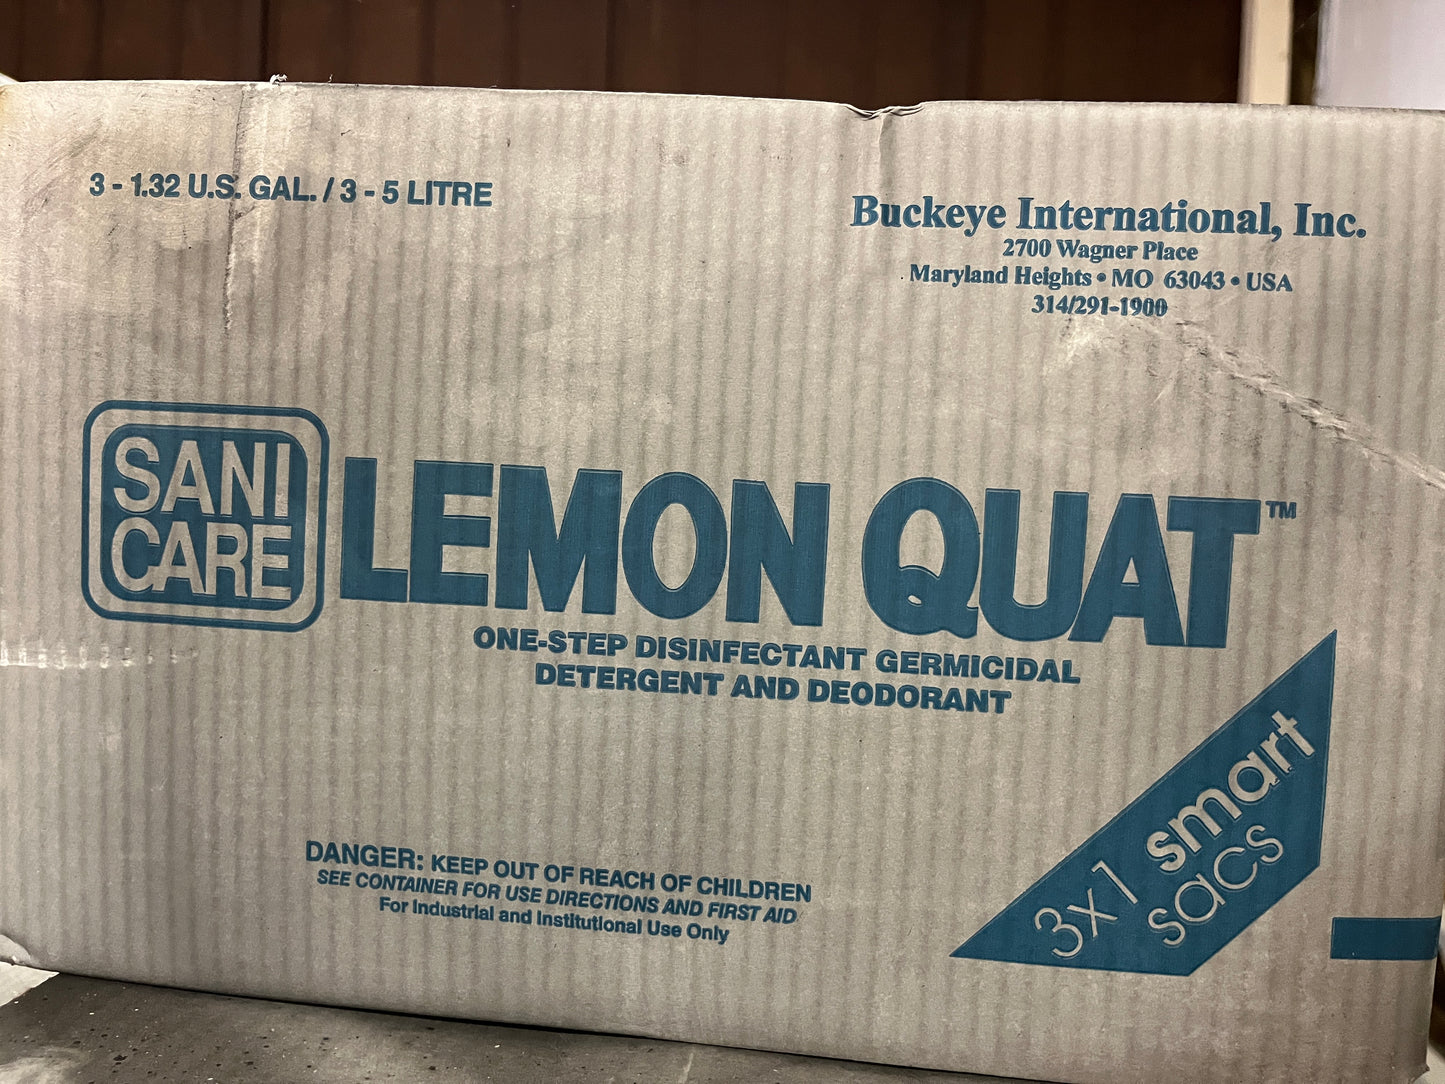 3 - 1.32 U.S. GAL. / 3 - 5 LITRE
Buckeye International, Inc.
2700 Wagner Place
Maryland Heights • MO 63043 • USA
314/291-1900
SANI
CARE
LEMON QUAT™
ONE-STEP DISINFECTANT GERMICIDAL
DETERGENT AND DEODORANT
DANGER: KEEP OUT OF REACH OF CHILDREN
SEE CONTAINER FOR USE DIRECTIONS AND FIRST AID
For Industrial and Institutional Use Only
3x1 smart
sacs